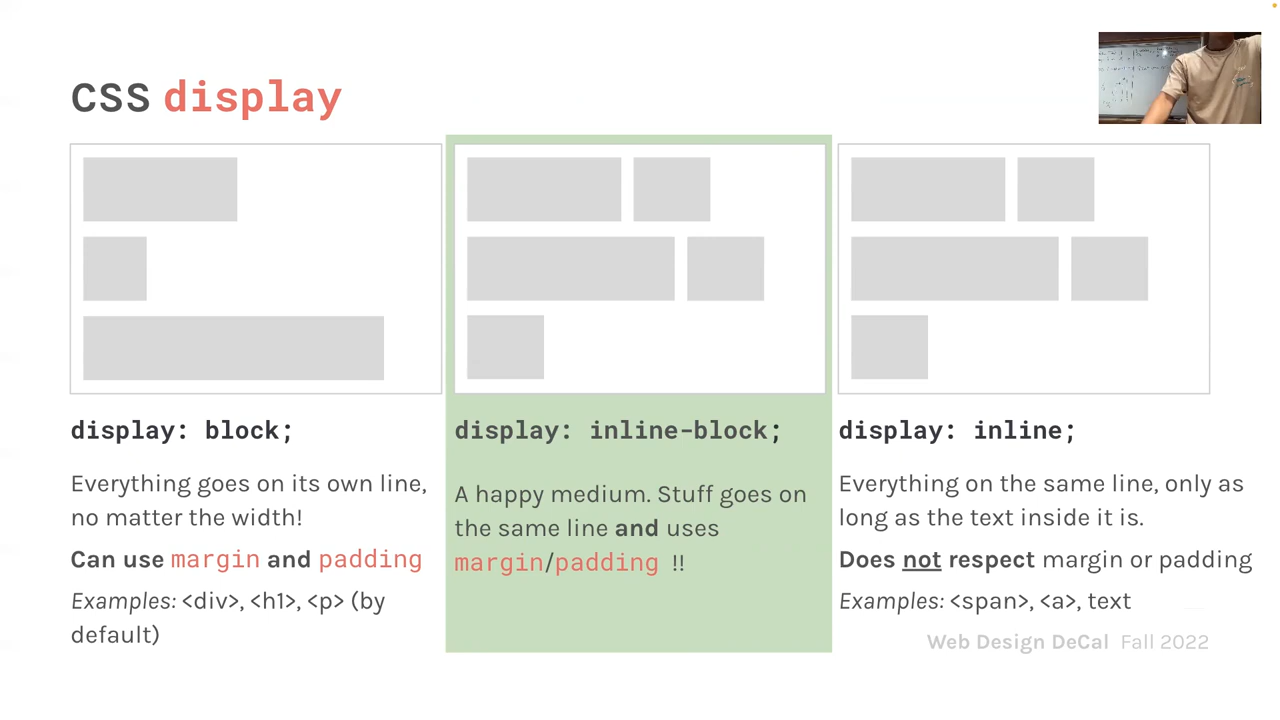 CSS display
display: block;
Everything goes on its own line,
no matter the width!
Can use margin and padding
Examples: <div>, <h1>, <p> (by
default)
display: inline-block;
A happy medium. Stuff goes on
the same line and uses
margin/padding !!
display: inline;
Everything on the same line, only as
long as the text inside it is.
Does not respect margin or padding
Examples: <span>, <a>, text
Web Design DeCal Fall 2022